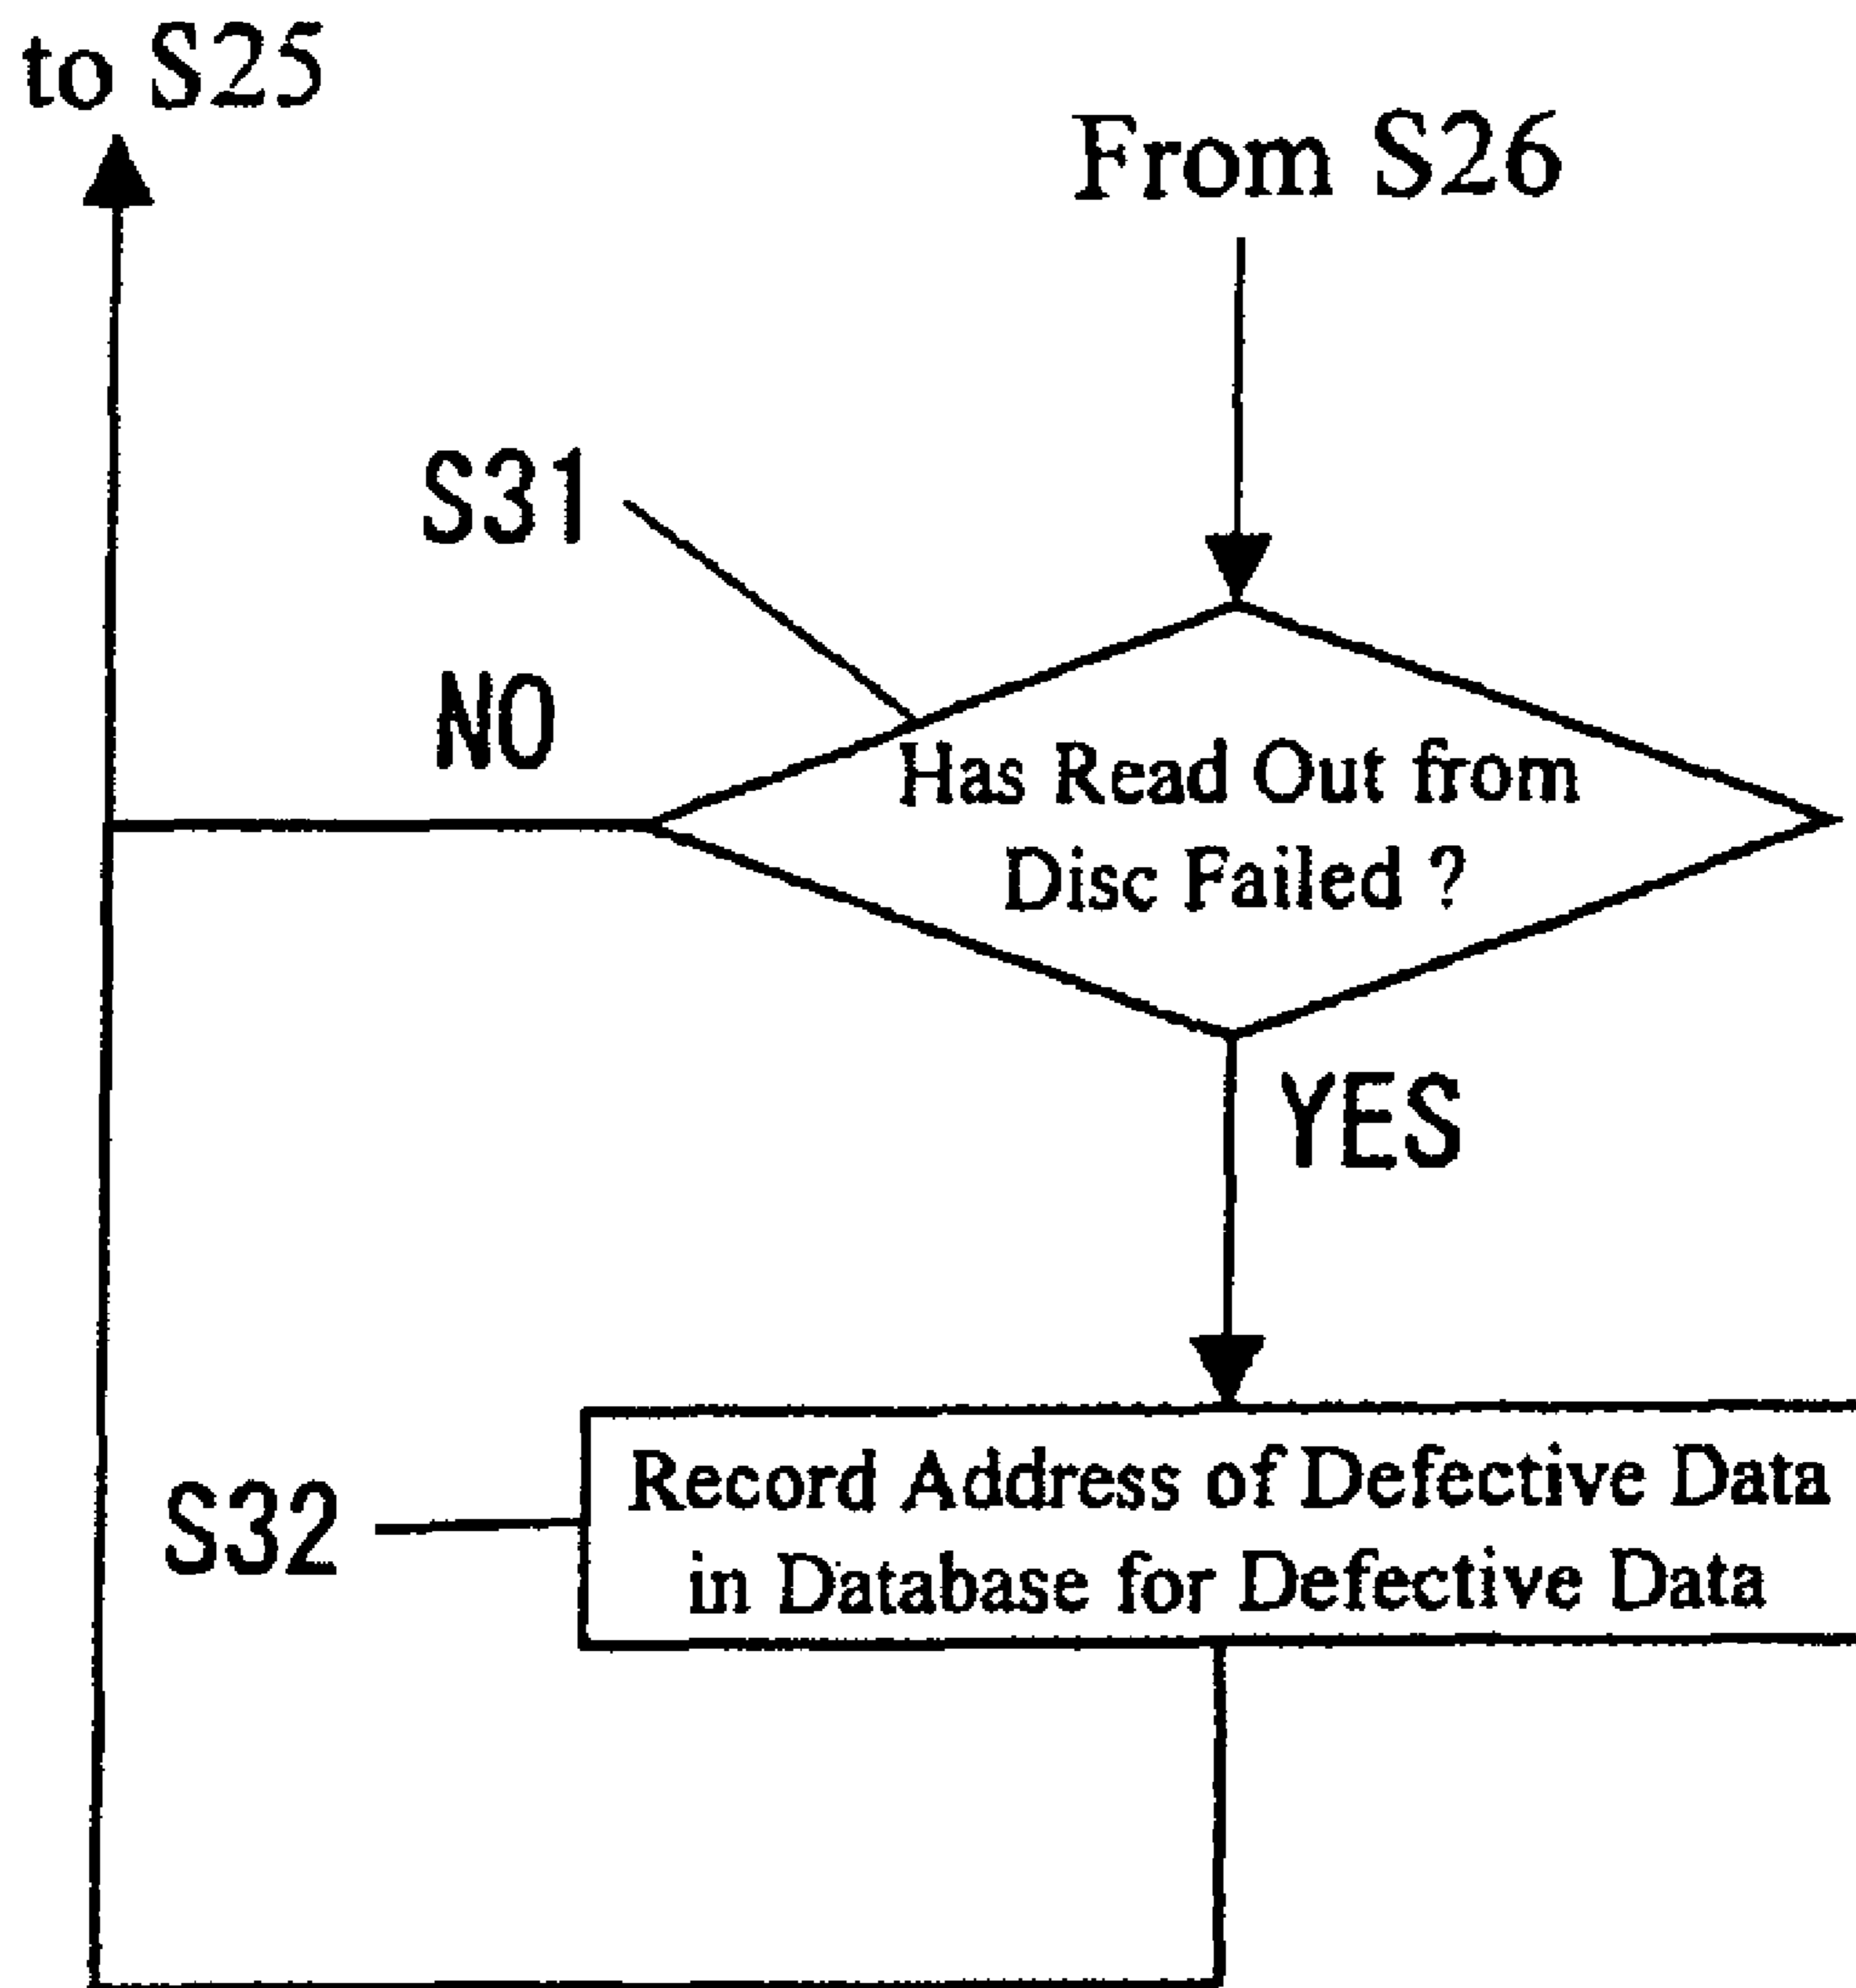 to S25
From S26
S31
NO
Has Read Out from
Disc Failed ?
YES
S32
Record Address of Defective Data
in Database for Defective Data